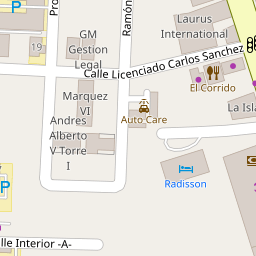 Pro
Ramón
GM
Gestion
Legal
Laurus
International
19
P
Calle Licenciado Carlos Sanchez
El Corrido
Marquez
VI
La Isla
Auto Care
Andres
Alberto
V Torre
I
Radisson
P
lle Interior -A-